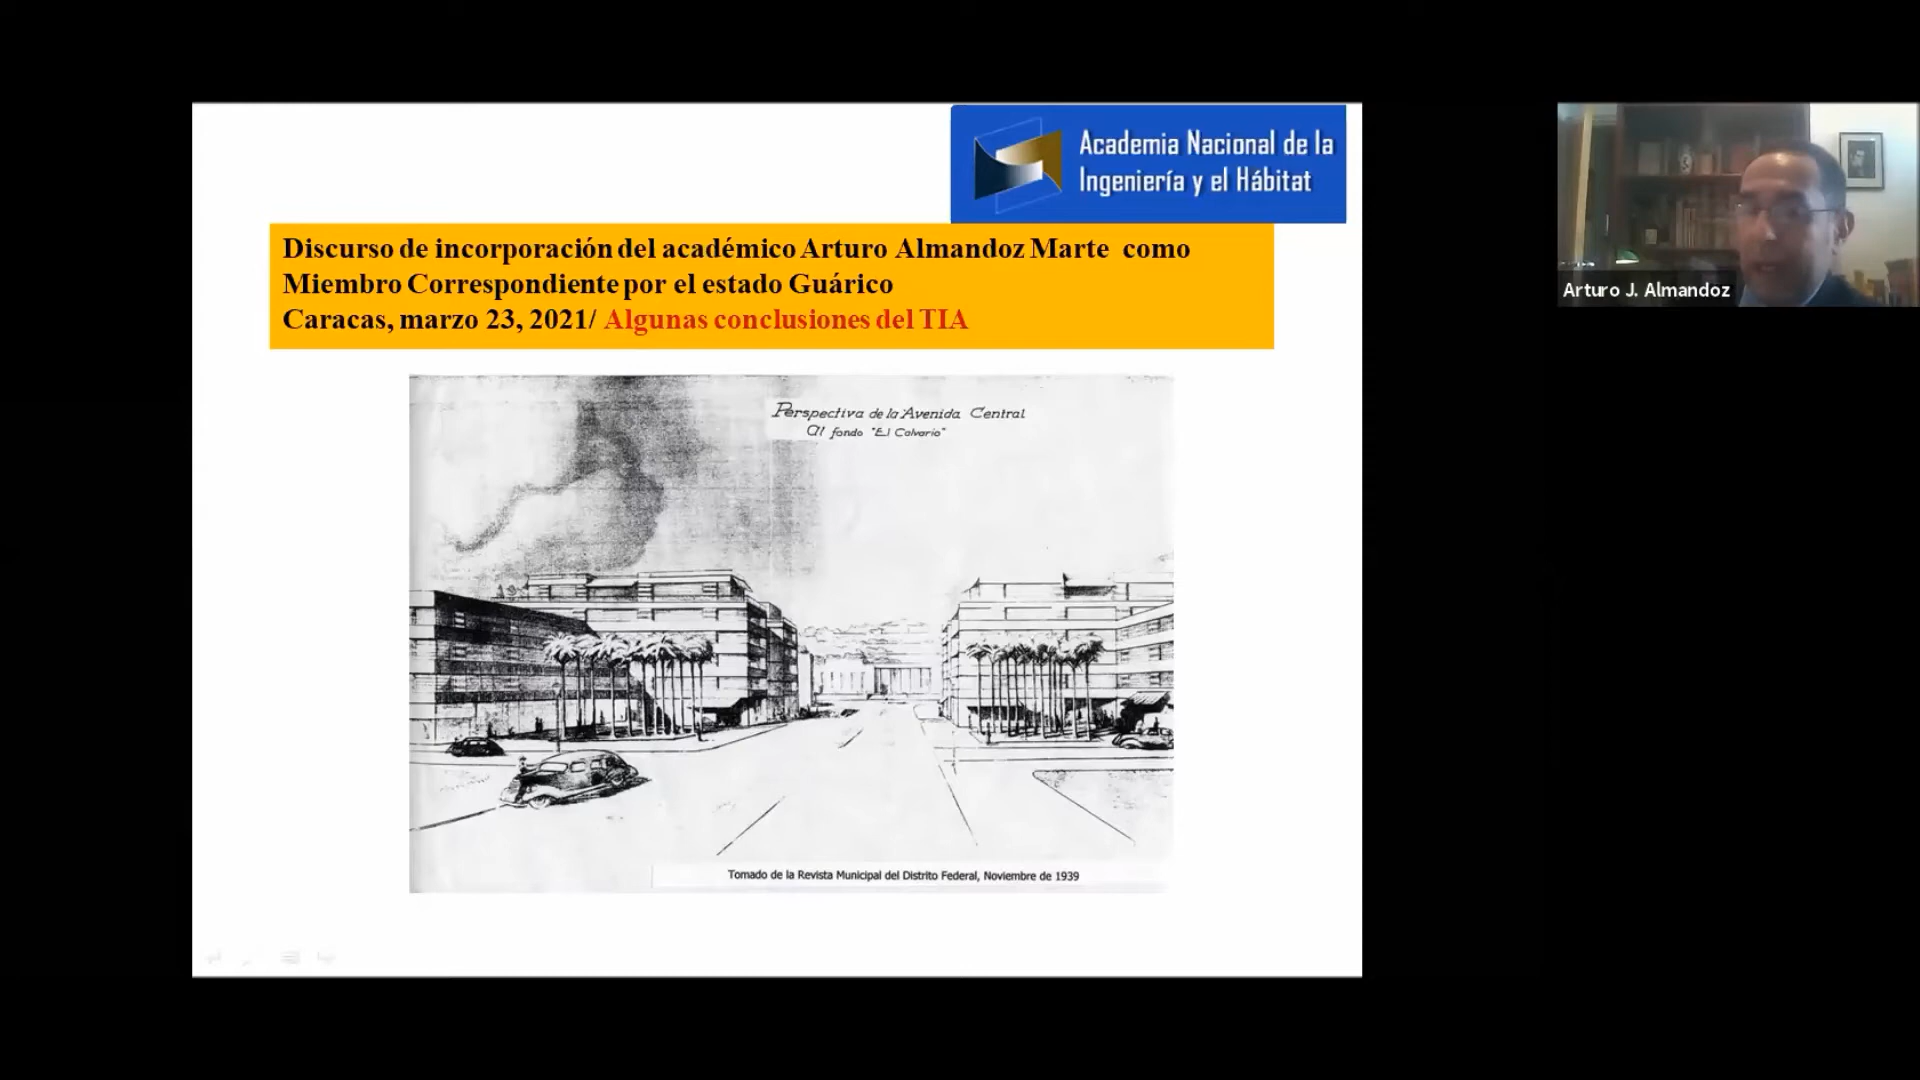 Academia Nacional de la
Ingeniería y el Hábitat
Discurso de incorporación del académico Arturo Almandoz Marte como
Miembro Correspondiente por el estado Guárico
Caracas, marzo 23, 2021/ Algunas conclusiones del TIA
Perspectiva de la Avenida Central
Al fondo "El Calvario"
Tomado de la Revista Municipal del Distrito Federal, Noviembre de 1939
Arturo J. Almandoz